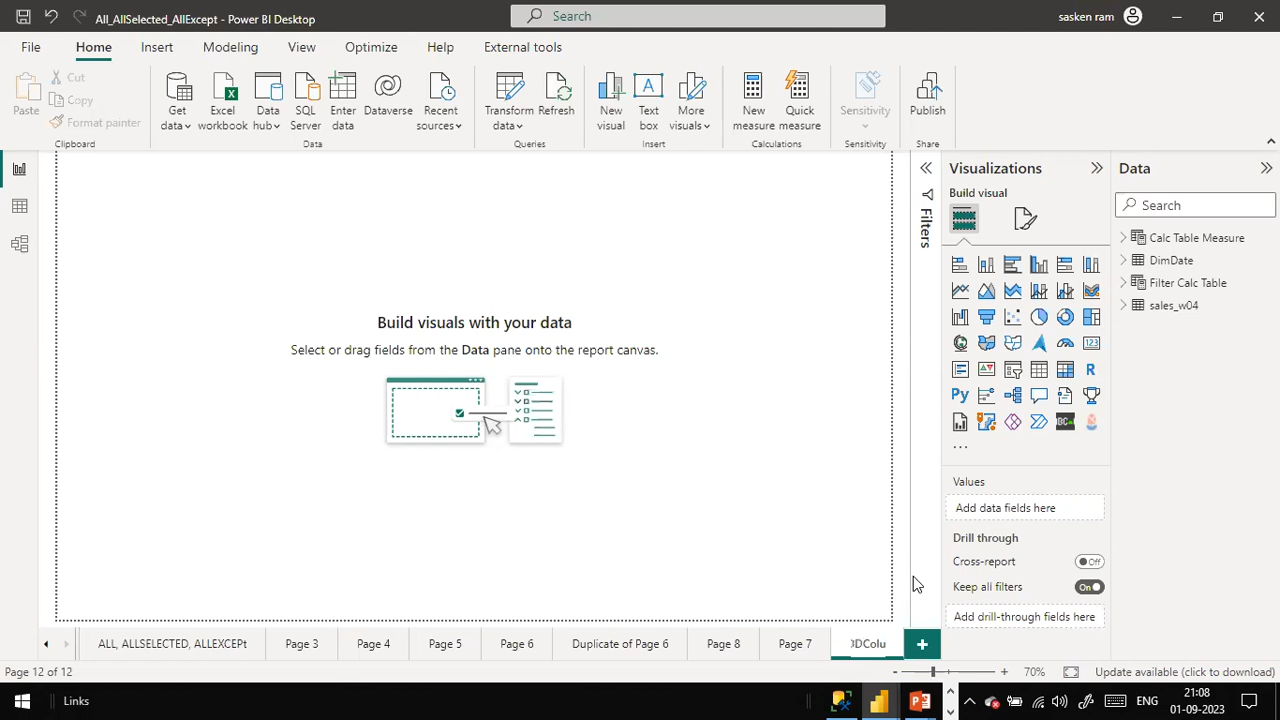 All_AllSelected_AllExcept - Power BI Desktop
Search
sasken ram
File
Home
Insert
Modeling
View
Optimize
Help
External tools
Paste
Cut
Copy
Format painter
Clipboard
Get data
Excel workbook
Data hub
SQL Server
Enter data
Dataverse
Recent sources
Data
Transform data
Refresh
Queries
New visual
Text box
More visuals
Insert
New measure
Quick measure
Calculations
Sensitivity
Sensitivity
Publish
Share
Build visuals with your data
Select or drag fields from the Data pane onto the report canvas.
Filters
Visualizations
Build visual
123
Py
R
Values
Add data fields here
Drill through
Cross-report
Off
Keep all filters
On
Add drill-through fields here
Data
Search
Calc Table Measure
DimDate
Filter Calc Table
sales_w04
ALL, ALLSELECTED, ALLEXCEPt
Page 3
Page 4
Page 5
Page 6
Duplicate of Page 6
Page 8
Page 7
3DColu
Page 12 of 12
70%
Update available (click to download)
Links
ENG
21:08
01-09-2023